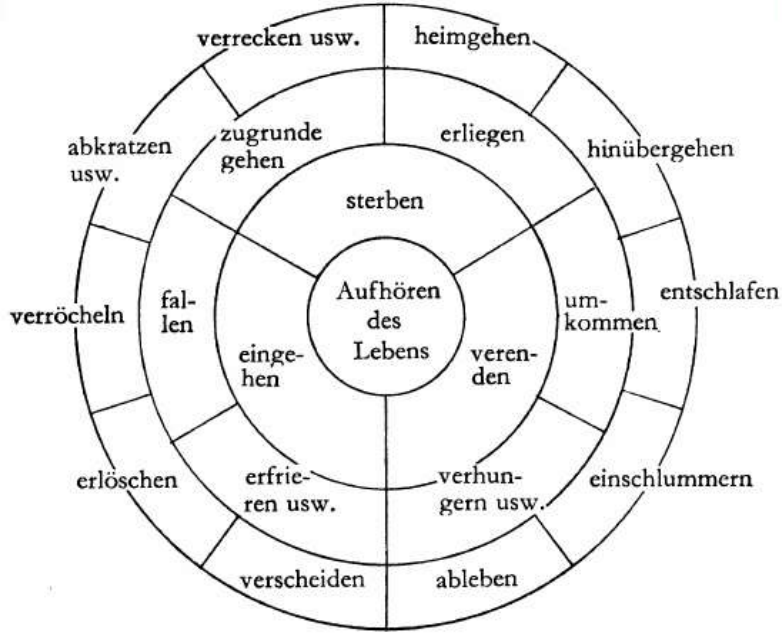 verrecken usw.
heimgehen
zugrunde
gehen
erliegen
abkratzen
usw.
hinübergehen
sterben
Aufhören
des
Lebens
fal-
len
um-
kommen
entschlafen
verröcheln
einge-
hen
veren-
den
erlöschen
erfrie-
ren usw.
verhun-
gern usw.
einschlummern
verscheiden
ableben